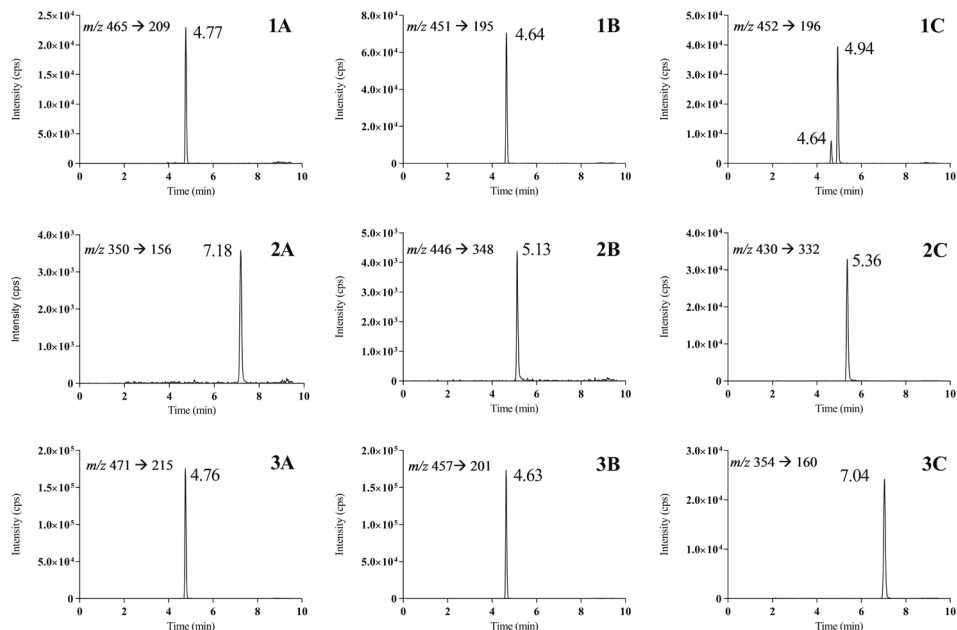 m/z 465 → 209 1A
4.77
Intensity (cps)
2.5×10⁴
2.0×10⁴
1.5×10⁴
1.0×10⁴
5.0×10³
0
0 2 4 6 8 10
Time (min)
m/z 451 → 195 1B
4.64
Intensity (cps)
8.0×10⁴
6.0×10⁴
4.0×10⁴
2.0×10⁴
0
0 2 4 6 8 10
Time (min)
m/z 452 → 196 1C
4.94
4.64
Intensity (cps)
5.0×10⁴
4.0×10⁴
3.0×10⁴
2.0×10⁴
1.0×10⁴
0
0 2 4 6 8 10
Time (min)
m/z 350 → 156 2A
7.18
Intensity (cps)
4.0×10³
3.0×10³
2.0×10³
1.0×10³
0
0 2 4 6 8 10
Time (min)
m/z 446 → 348 2B
5.13
Intensity (cps)
5.0×10³
4.0×10³
3.0×10³
2.0×10³
1.0×10³
0
0 2 4 6 8 10
Time (min)
m/z 430 → 332 2C
5.36
Intensity (cps)
4.0×10⁴
3.0×10⁴
2.0×10⁴
1.0×10⁴
0
0 2 4 6 8 10
Time (min)
m/z 471 → 215 3A
4.76
Intensity (cps)
2.0×10⁵
1.5×10⁵
1.0×10⁵
5.0×10⁴
0
0 2 4 6 8 10
Time (min)
m/z 457→ 201 3B
4.63
Intensity (cps)
2.0×10⁵
1.5×10⁵
1.0×10⁵
5.0×10⁴
0
0 2 4 6 8 10
Time (min)
m/z 354 → 160 3C
7.04
Intensity (cps)
3.0×10⁴
2.0×10⁴
1.0×10⁴
0
0 2 4 6 8 10
Time (min)